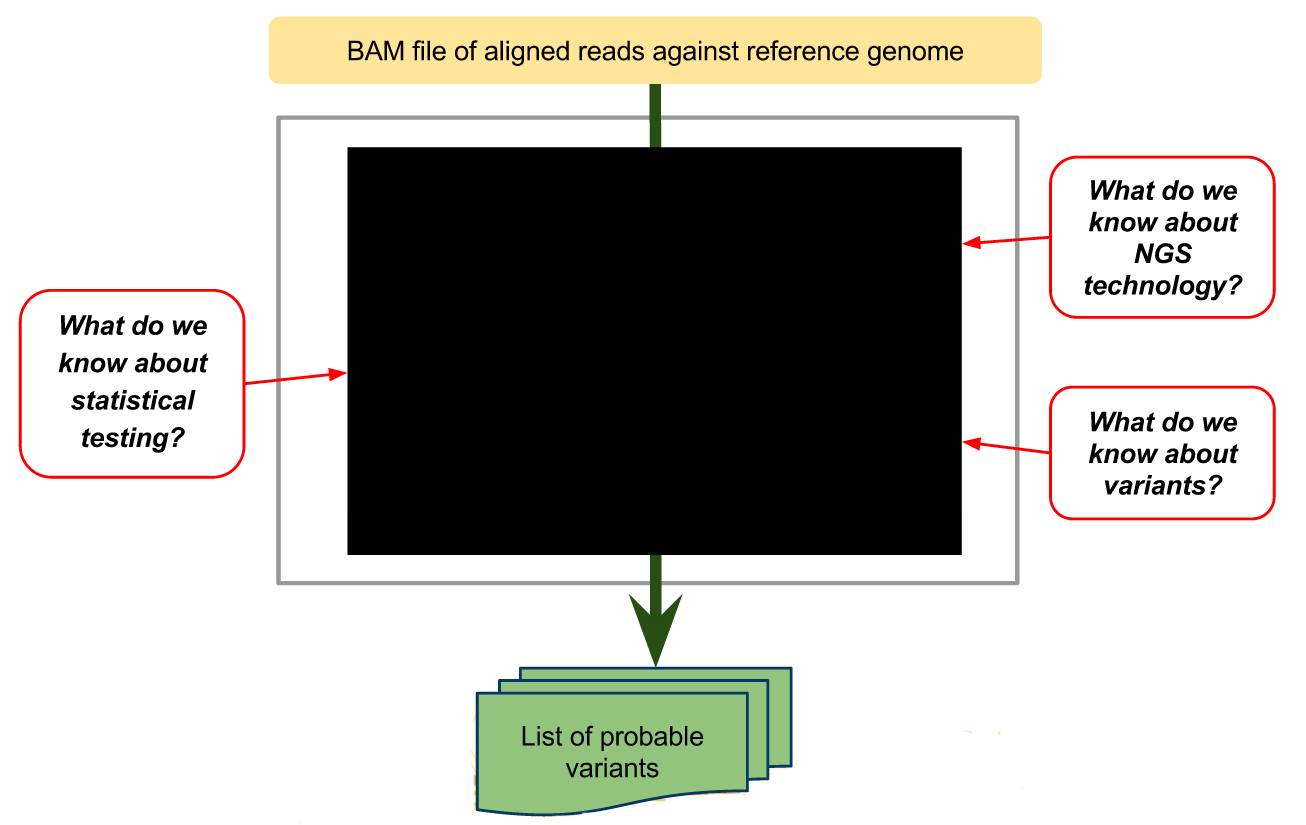 BAM file of aligned reads against reference genome
What do we
know about
NGS
technology?
What do we
know about
statistical
testing?
What do we
know about
variants?
List of probable
variants